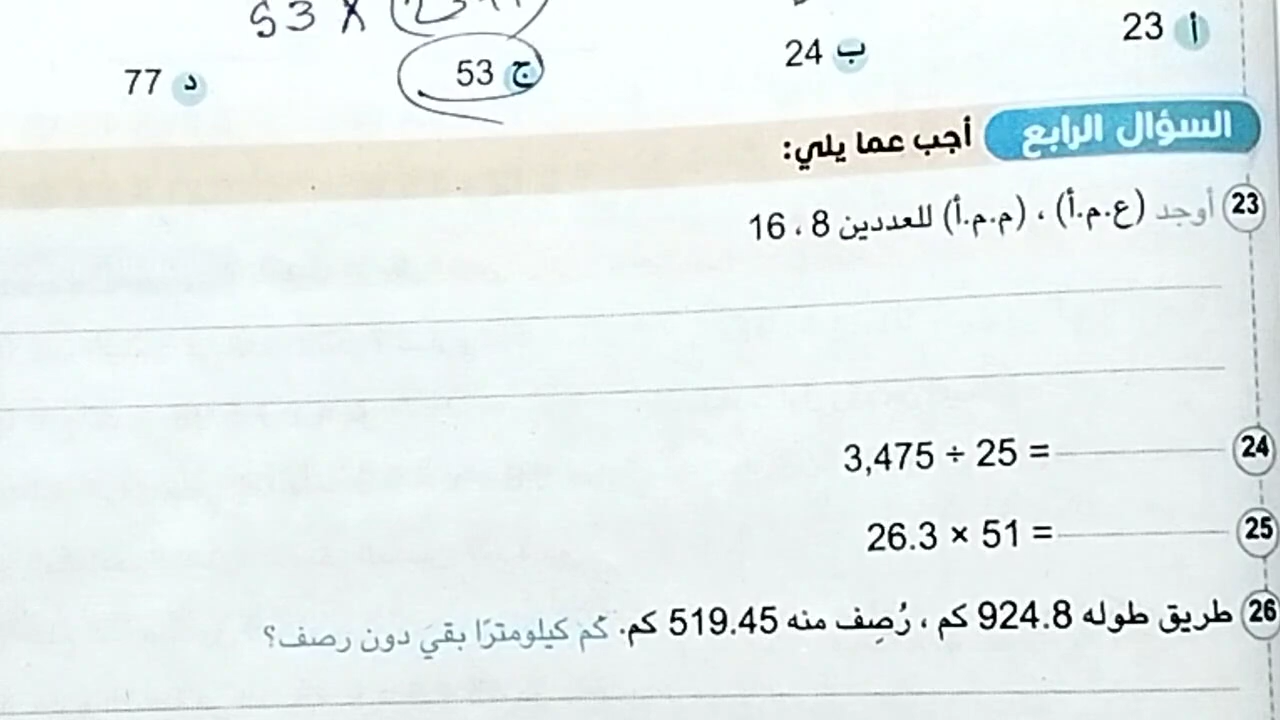 53 x
أ 23 ب 24 ج 53 د 77
السؤال الرابع أجب عما يلي:
23 أوجد (ع.م.أ) ، (م.م.أ) للعددين 8 ، 16
24 3,475 ÷ 25 =
25 26.3 × 51 =
26 طريق طوله 924.8 كم ، رُصِف منه 519.45 كم. كم كيلومترًا بقيَ دون رصف؟